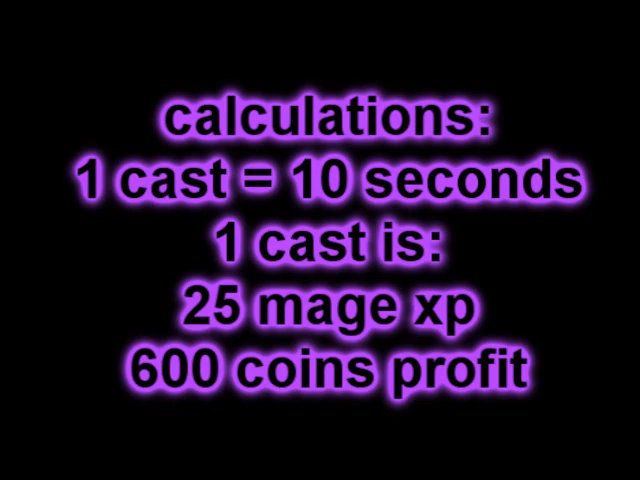 calculations:
1 cast = 10 seconds
1 cast is:
25 mage xp
600 coins profit